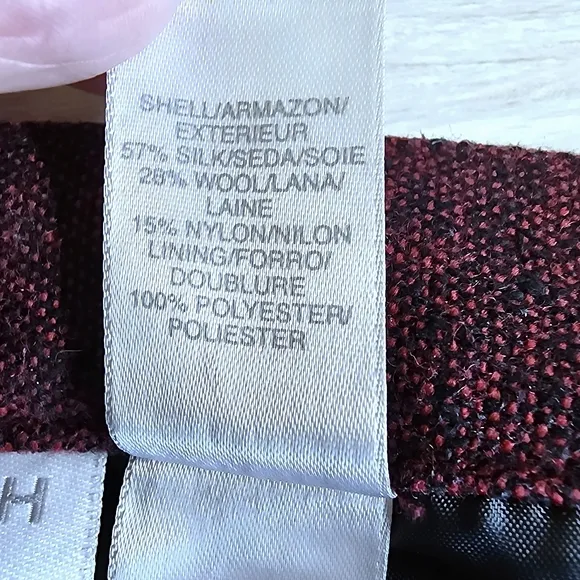 SHELL/ARMAZON/
EXTERIEUR
57% SILK/SEDA/SOIE
28% WOOL/LANA/
LAINE
15% NYLON/NILON
LINING/FORRO/
DOUBLURE
100% POLYESTER/
POLIESTER
H